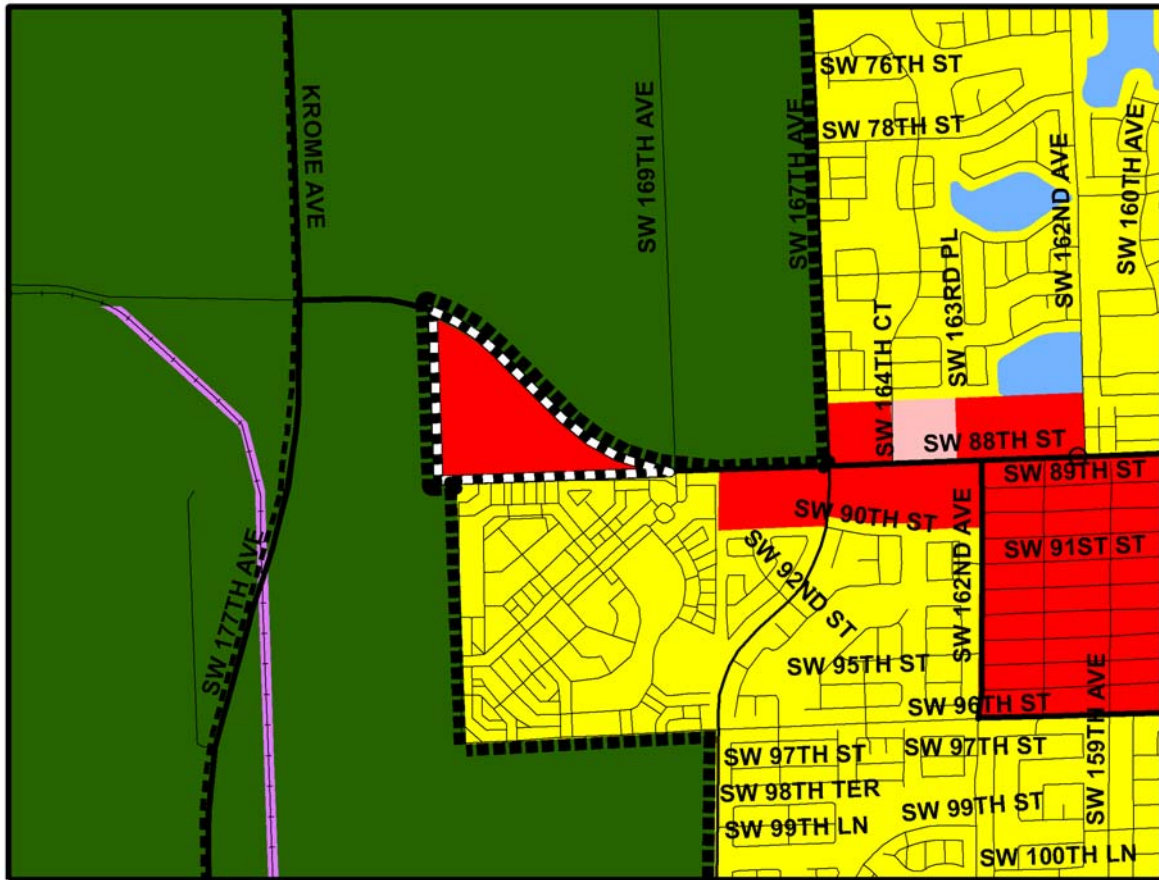 SW 76TH ST
KROME AVE
SW 169TH AVE
SW 167TH AVE
SW 78TH ST
SW 162ND AVE
SW 160TH AVE
SW 163RD PL
SW 164TH CT
SW 88TH ST
SW 89TH ST
SW 90TH ST
SW 91ST ST
SW 162ND AVE
SW 92ND ST
SW 177TH AVE
SW 95TH ST
SW 96TH ST
SW 159TH AVE
SW 97TH ST
SW 97TH ST
SW 98TH TER
SW 99TH ST
SW 99TH LN
SW 100TH LN